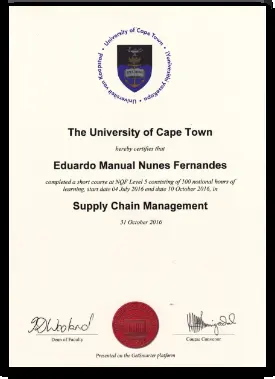 University of Cape Town · iYunivesithi yaseKapa · Universiteit van Kaapstad
The University of Cape Town
hereby certifies that
Eduardo Manual Nunes Fernandes
completed a short course at NQF Level 5 consisting of 100 notional hours of
learning, start date 04 July 2016 end date 10 October 2016, in
Supply Chain Management
31 October 2016
Dean of Faculty
Course Convenor
Presented on the GetSmarter platform